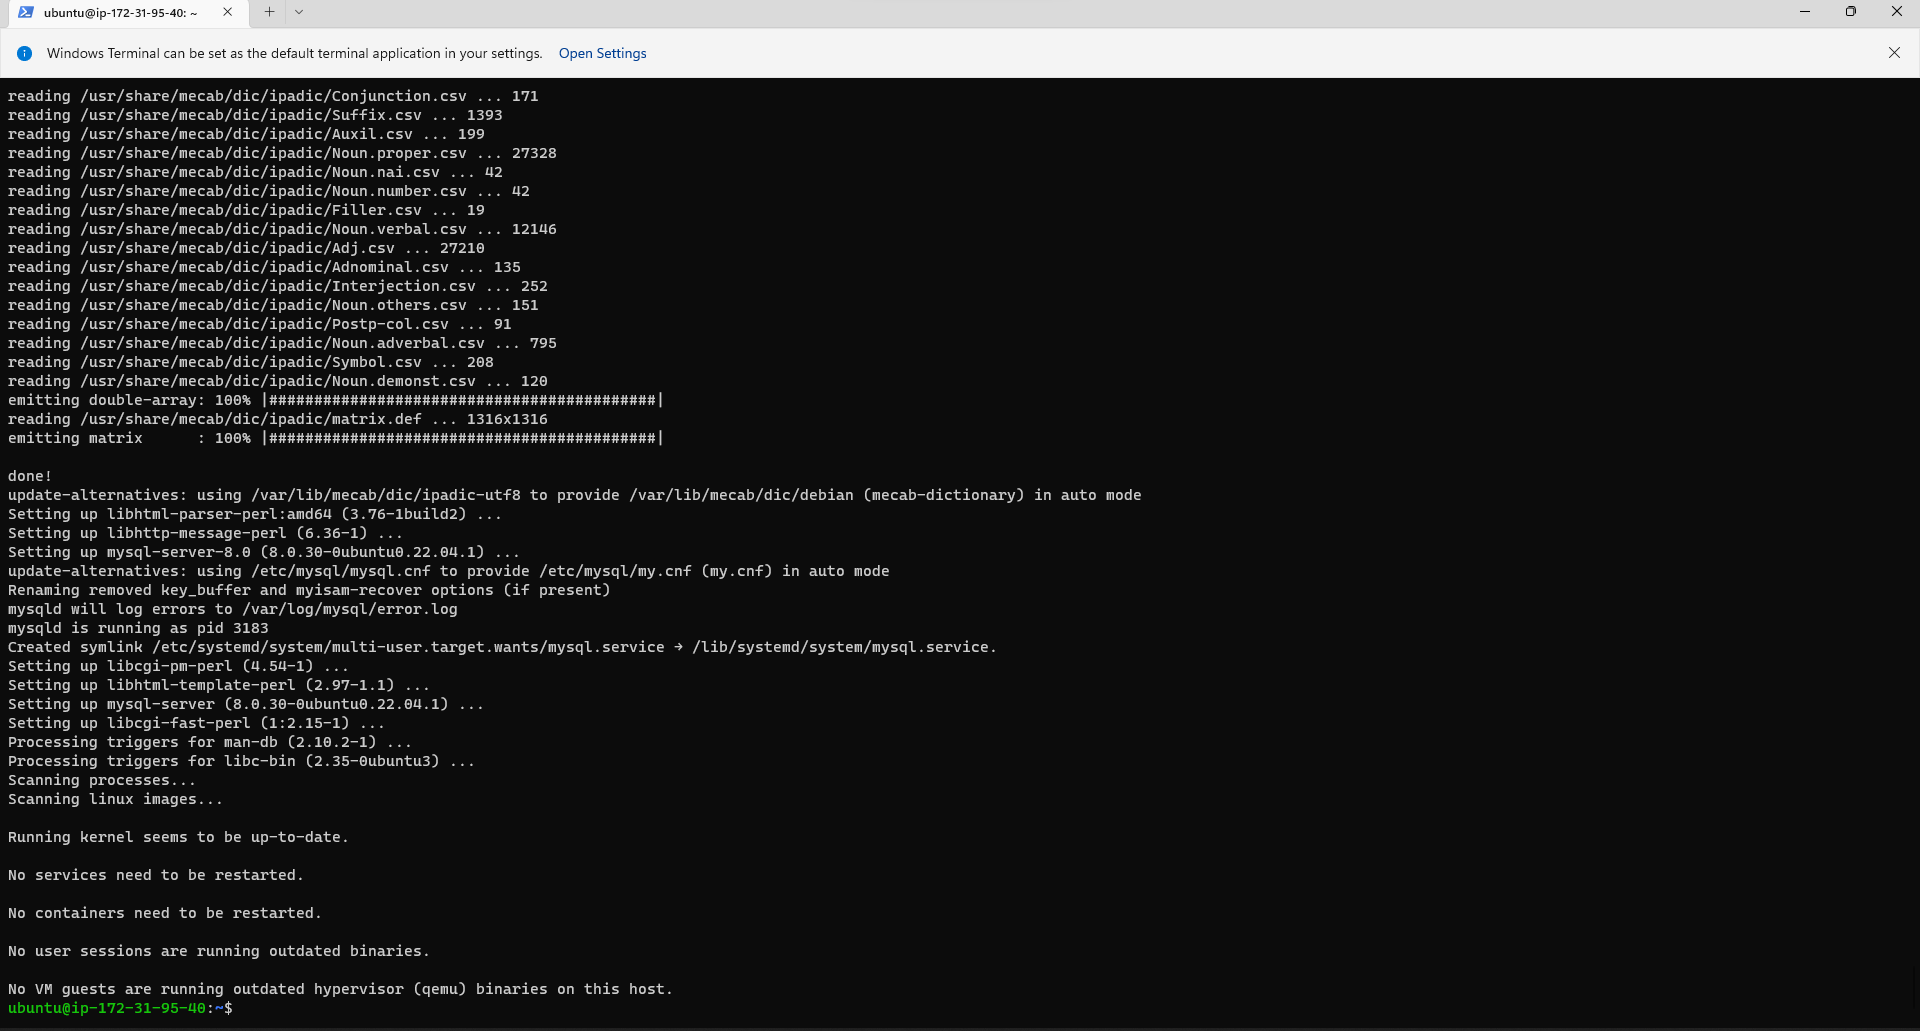 ubuntu@ip-172-31-95-40: ~
Windows Terminal can be set as the default terminal application in your settings. Open Settings
reading /usr/share/mecab/dic/ipadic/Conjunction.csv ... 171
reading /usr/share/mecab/dic/ipadic/Suffix.csv ... 1393
reading /usr/share/mecab/dic/ipadic/Auxil.csv ... 199
reading /usr/share/mecab/dic/ipadic/Noun.proper.csv ... 27328
reading /usr/share/mecab/dic/ipadic/Noun.nai.csv ... 42
reading /usr/share/mecab/dic/ipadic/Noun.number.csv ... 42
reading /usr/share/mecab/dic/ipadic/Filler.csv ... 19
reading /usr/share/mecab/dic/ipadic/Noun.verbal.csv ... 12146
reading /usr/share/mecab/dic/ipadic/Adj.csv ... 27210
reading /usr/share/mecab/dic/ipadic/Adnominal.csv ... 135
reading /usr/share/mecab/dic/ipadic/Interjection.csv ... 252
reading /usr/share/mecab/dic/ipadic/Noun.others.csv ... 151
reading /usr/share/mecab/dic/ipadic/Postp-col.csv ... 91
reading /usr/share/mecab/dic/ipadic/Noun.adverbal.csv ... 795
reading /usr/share/mecab/dic/ipadic/Symbol.csv ... 208
reading /usr/share/mecab/dic/ipadic/Noun.demonst.csv ... 120
emitting double-array: 100% |###########################################|
reading /usr/share/mecab/dic/ipadic/matrix.def ... 1316x1316
emitting matrix      : 100% |###########################################|
done!
update-alternatives: using /var/lib/mecab/dic/ipadic-utf8 to provide /var/lib/mecab/dic/debian (mecab-dictionary) in auto mode
Setting up libhtml-parser-perl:amd64 (3.76-1build2) ...
Setting up libhttp-message-perl (6.36-1) ...
Setting up mysql-server-8.0 (8.0.30-0ubuntu0.22.04.1) ...
update-alternatives: using /etc/mysql/mysql.cnf to provide /etc/mysql/my.cnf (my.cnf) in auto mode
Renaming removed key_buffer and myisam-recover options (if present)
mysqld will log errors to /var/log/mysql/error.log
mysqld is running as pid 3183
Created symlink /etc/systemd/system/multi-user.target.wants/mysql.service → /lib/systemd/system/mysql.service.
Setting up libcgi-pm-perl (4.54-1) ...
Setting up libhtml-template-perl (2.97-1.1) ...
Setting up mysql-server (8.0.30-0ubuntu0.22.04.1) ...
Setting up libcgi-fast-perl (1:2.15-1) ...
Processing triggers for man-db (2.10.2-1) ...
Processing triggers for libc-bin (2.35-0ubuntu3) ...
Scanning processes...
Scanning linux images...
Running kernel seems to be up-to-date.
No services need to be restarted.
No containers need to be restarted.
No user sessions are running outdated binaries.
No VM guests are running outdated hypervisor (qemu) binaries on this host.
ubuntu@ip-172-31-95-40:~$